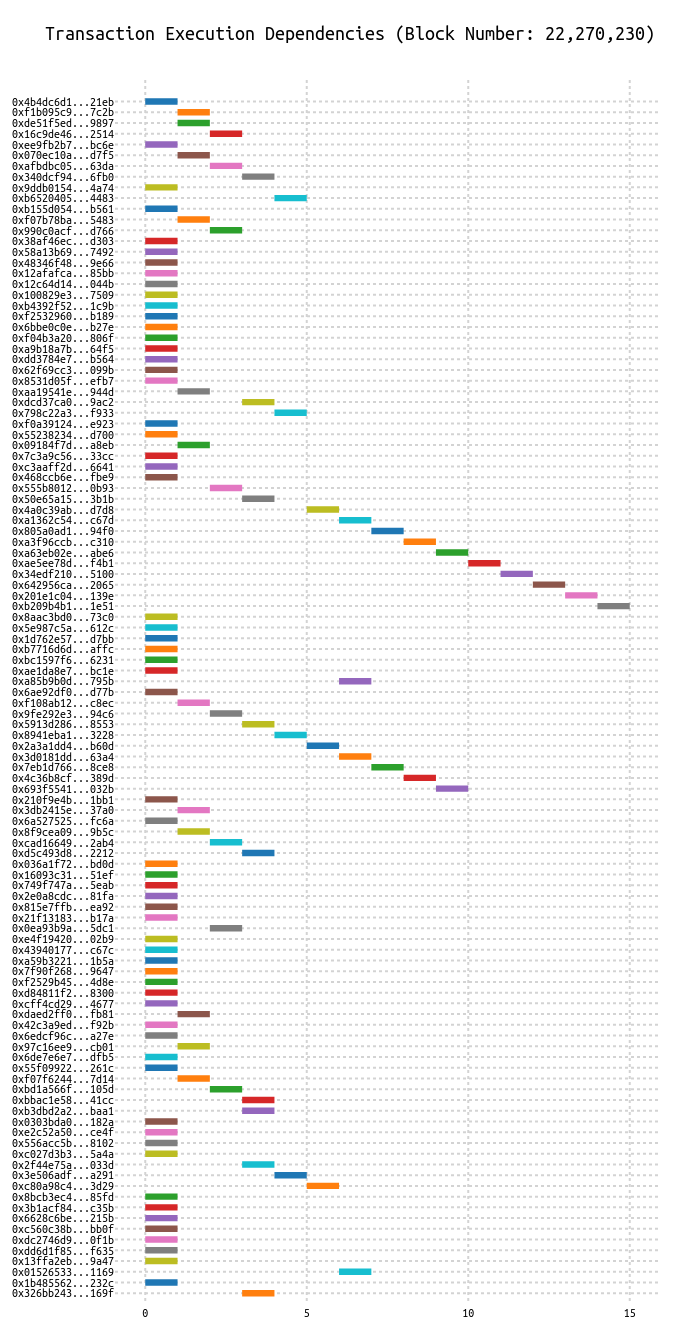 Transaction Execution Dependencies (Block Number: 22,270,230)
0x4b4dc6d1...21eb
0xf1b095c9...7c2b
0xde51f5ed...9897
0x16c9de46...2514
0xee9fb2b7...bc6e
0x070ec10a...d7f5
0xafbdbc05...63da
0x340dcf94...6fb0
0x9ddb0154...4a74
0xb6520405...4483
0xb155d054...b561
0xf07b78ba...5483
0x990c0acf...d766
0x38af46ec...d303
0x58a13b69...7492
0x48346f48...9e66
0x12afafca...85bb
0x12c64d14...044b
0x100829e3...7509
0xb4392f52...1c9b
0xf2532960...b189
0x6bbe0c0e...b27e
0xf04b3a20...806f
0xa9b18a7b...64f5
0xdd3784e7...b564
0x62f69cc3...099b
0x8531d05f...efb7
0xaa19541e...944d
0xdcd37ca0...9ac2
0x798c22a3...f933
0xf0a39124...e923
0x55238234...d700
0x09184f7d...a8eb
0x7c3a9c56...33cc
0xc3aaff2d...6641
0x468ccb6e...fbe9
0x555b8012...0b93
0x50e65a15...3b1b
0x4a0c39ab...d7d8
0xa1362c54...c67d
0x805a0ad1...94f0
0xa3f96ccb...c310
0xa63eb02e...abe6
0xae5ee78d...f4b1
0x34edf210...5100
0x642956ca...2065
0x201e1c04...139e
0xb209b4b1...1e51
0x8aac3bd0...73c0
0x5e987c5a...612c
0x1d762e57...d7bb
0xb7716d6d...affc
0xbc1597f6...6231
0xae1da8e7...bc1e
0xa85b9b0d...795b
0x6ae92df0...d77b
0xf108ab12...c8ec
0x9fe292e3...94c6
0x5913d286...8553
0x8941eba1...3228
0x2a3a1dd4...b60d
0x3d0181dd...63a4
0x7eb1d766...8ce8
0x4c36b8cf...389d
0x693f5541...032b
0x210f9e4b...1bb1
0x3db2415e...37a0
0x6a527525...fc6a
0x8f9cea09...9b5c
0xcad16649...2ab4
0xd5c493d8...2212
0x036a1f72...bd0d
0x16093c31...51ef
0x749f747a...5eab
0x2e0a8cdc...81fa
0x815e7ffb...ea92
0x21f13183...b17a
0x0ea93b9a...5dc1
0xe4f19420...02b9
0x43940177...c67c
0xa59b3221...1b5a
0x7f90f268...9647
0xf2529b45...4d8e
0xd84811f2...8300
0xcff4cd29...4677
0xdaed2ff0...fb81
0x42c3a9ed...f92b
0x6edcf96c...a27e
0x97c16ee9...cb01
0x6de7e6e7...dfb5
0x55f09922...261c
0xf07f6244...7d14
0xbd1a566f...105d
0xbbac1e58...41cc
0xb3dbd2a2...baa1
0x0303bda0...182a
0xe2c52a50...ce4f
0x556acc5b...8102
0xc027d3b3...5a4a
0x2f44e75a...033d
0x3e506adf...a291
0xc80a98c4...3d29
0x8bcb3ec4...85fd
0x3b1acf84...c35b
0x6628c6be...215b
0xc560c38b...bb0f
0xdc2746d9...0f1b
0xdd6d1f85...f635
0x13ffa2eb...9a47
0x01526533...1169
0x1b485562...232c
0x326bb243...169f
0 5 10 15